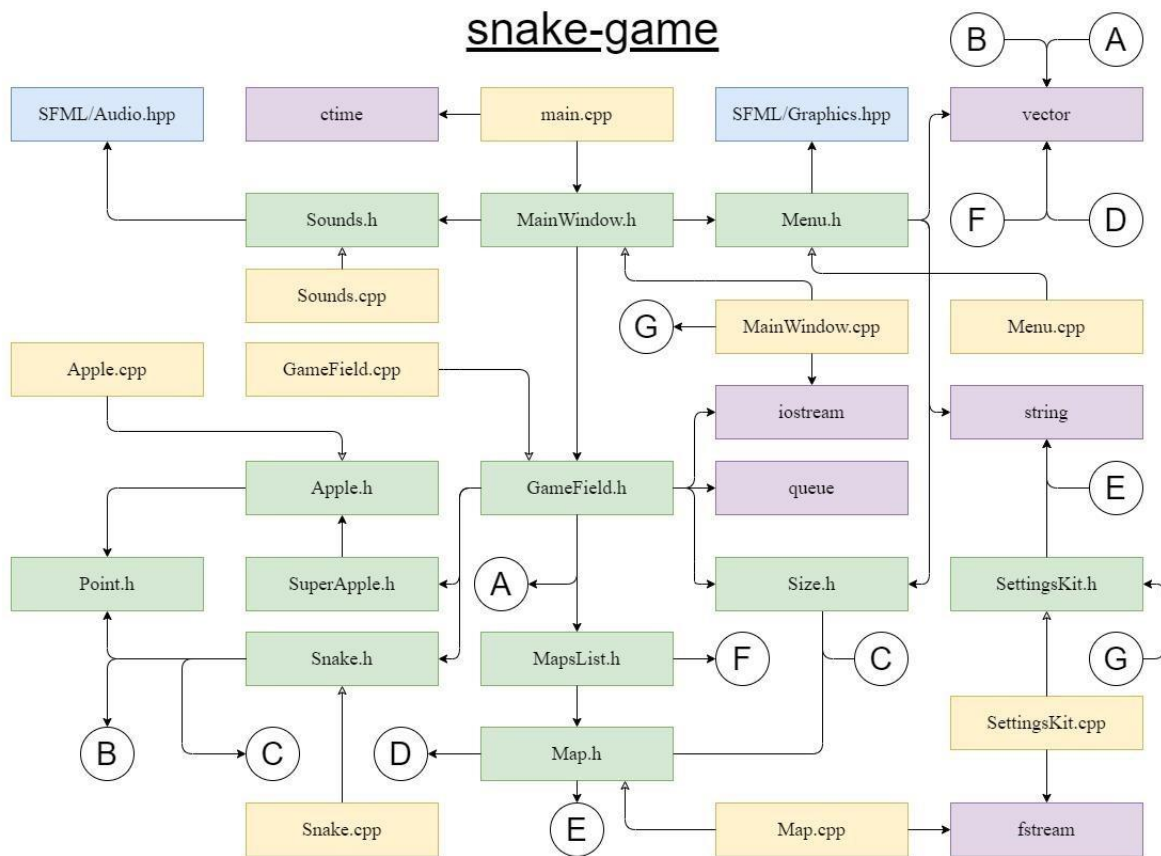 snake-game
B
A
SFML/Audio.hpp
ctime
main.cpp
SFML/Graphics.hpp
vector
Sounds.h
MainWindow.h
Menu.h
F
D
Sounds.cpp
G
MainWindow.cpp
Menu.cpp
Apple.cpp
GameField.cpp
iostream
string
Apple.h
GameField.h
queue
E
Point.h
SuperApple.h
A
Size.h
SettingsKit.h
Snake.h
MapsList.h
F
C
G
B
C
D
Map.h
SettingsKit.cpp
Snake.cpp
E
Map.cpp
fstream